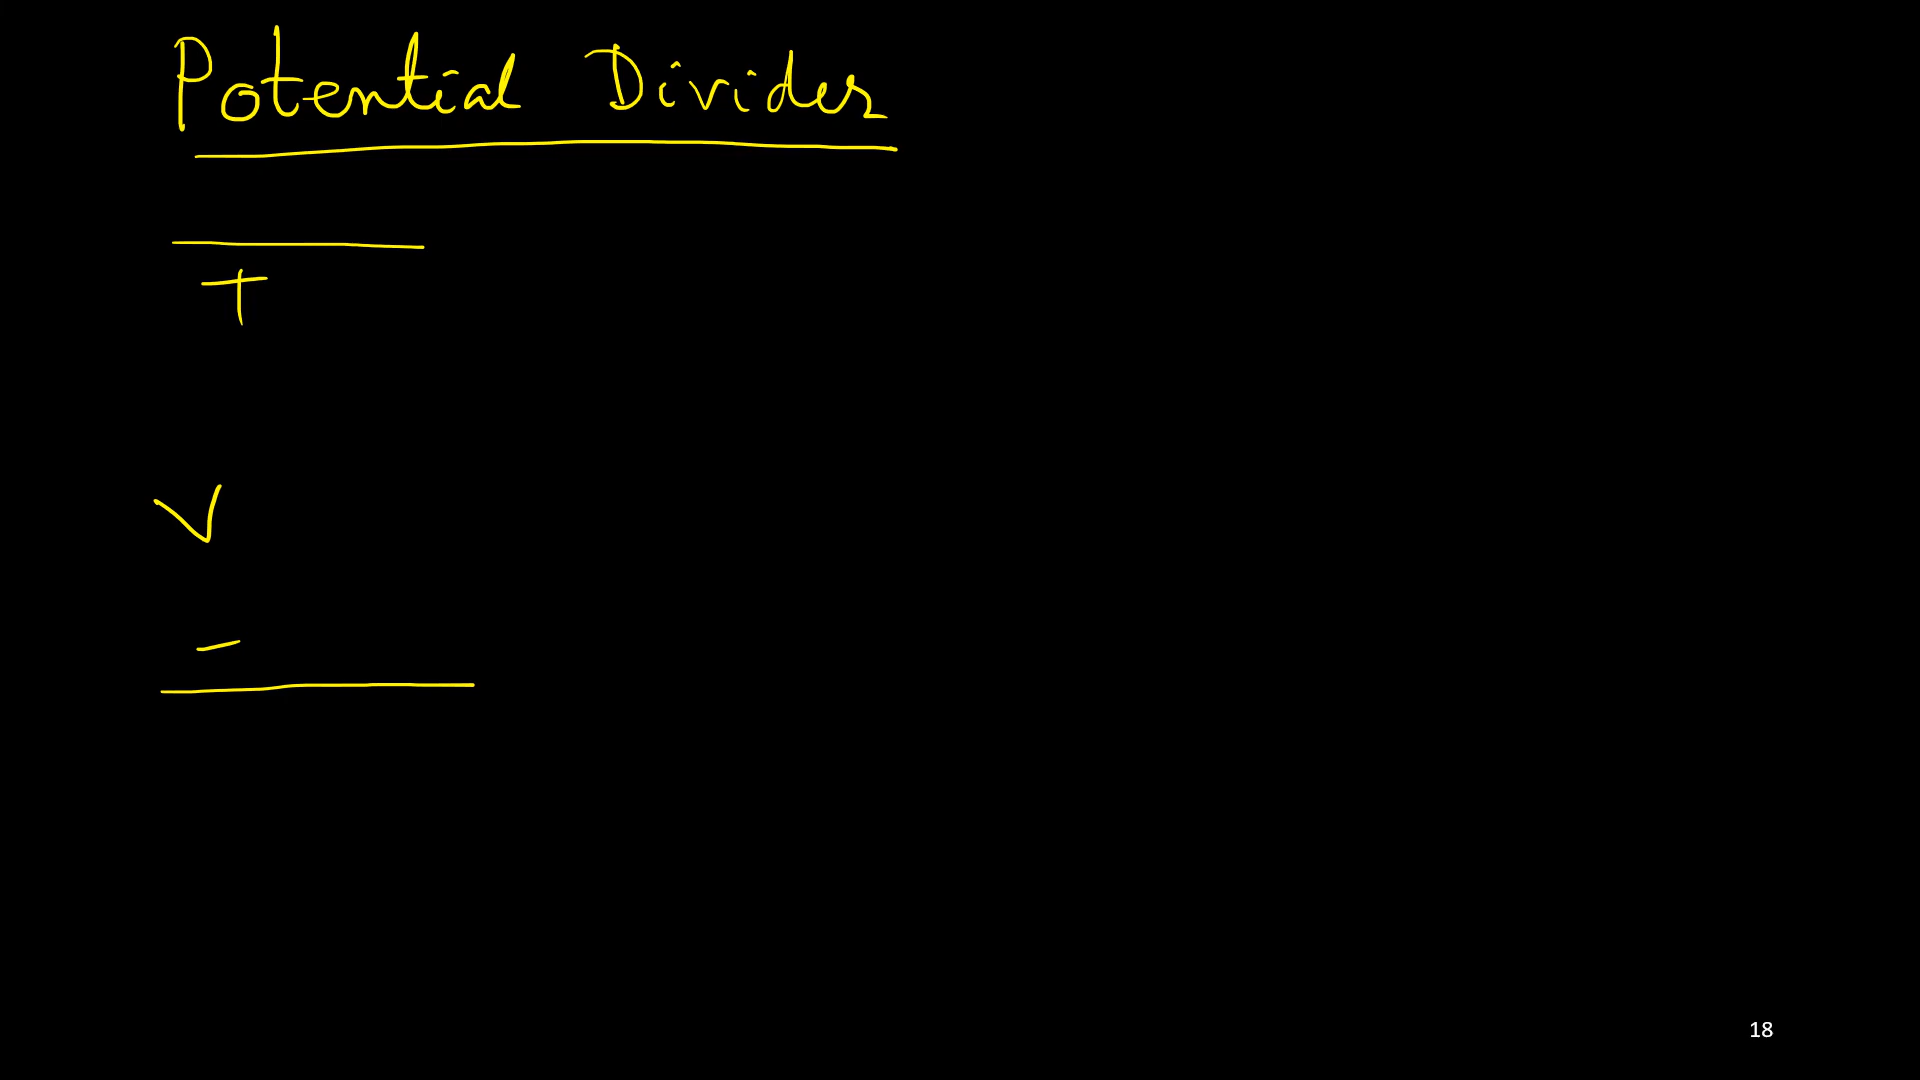 Potential Divider
+
V
-
18